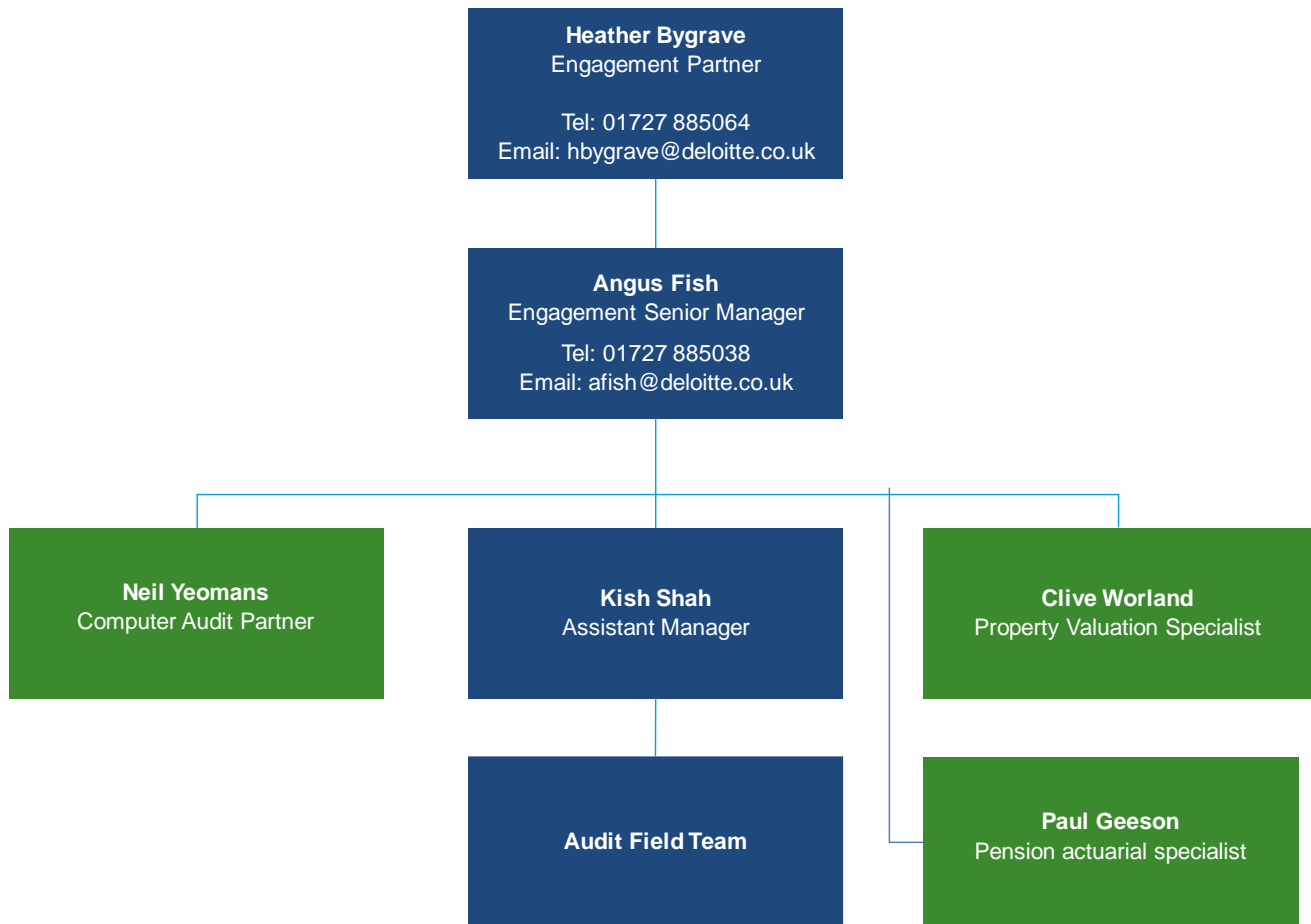 Heather Bygrave
Engagement Partner
Tel: 01727 885064
Email: hbygrave@deloitte.co.uk
Angus Fish
Engagement Senior Manager
Tel: 01727 885038
Email: afish@deloitte.co.uk
Neil Yeomans
Computer Audit Partner
Kish Shah
Assistant Manager
Clive Worland
Property Valuation Specialist
Audit Field Team
Paul Geeson
Pension actuarial specialist